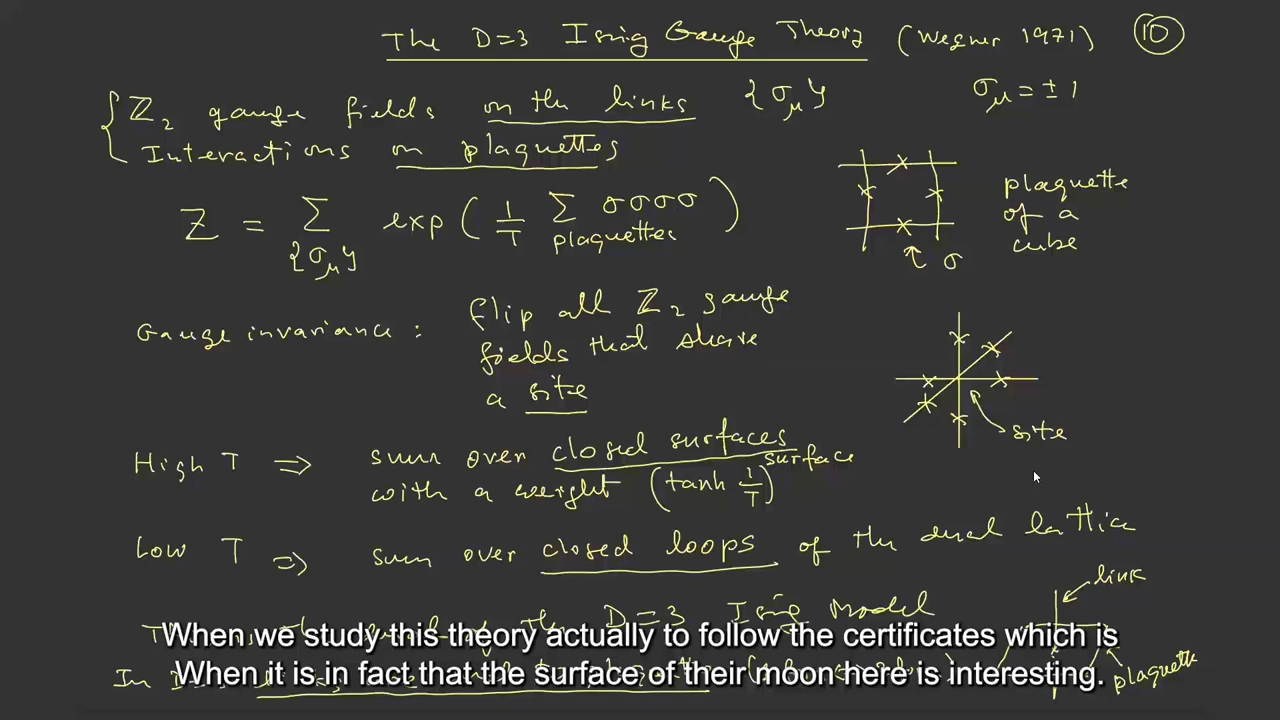 The D=3 Ising Gauge Theory (Wegner 1971) 10
ℤ₂ gauge fields on the links {σμ} σμ = ±1
Interactions on plaquettes
Z = Σ{σμ} exp( 1/T Σplaquettes σσσσ )
plaquette of a cube
σ
Gauge invariance: flip all ℤ₂ gauge
fields that share
a site
site
High T ⇒ sum over closed surfaces
with a weight (tanh 1/T)^surface
Low T ⇒ sum over closed loops of the dual lattice
link
D=3 Ising Model
When we study this theory actually to follow the certificates which is
When it is in fact that the surface of their moon here is interesting.
In
plaquette